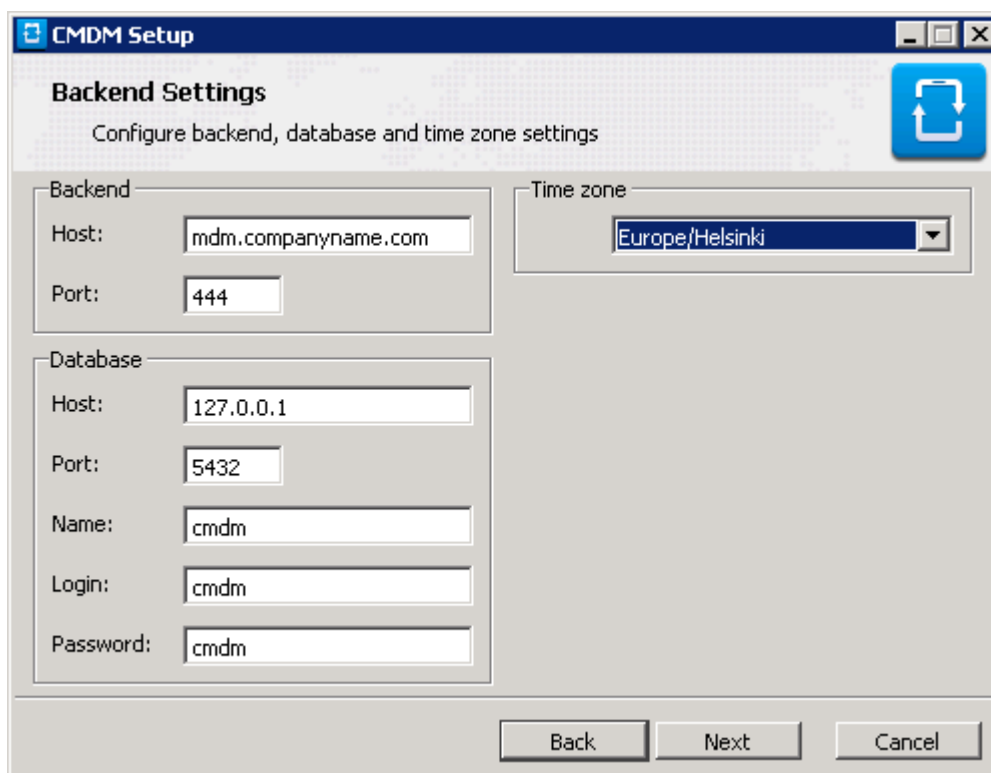 CMDM Setup
Backend Settings
Configure backend, database and time zone settings
Backend
Host: mdm.companyname.com
Port: 444
Time zone
Europe/Helsinki
Database
Host: 127.0.0.1
Port: 5432
Name: cmdm
Login: cmdm
Password: cmdm
Back Next Cancel